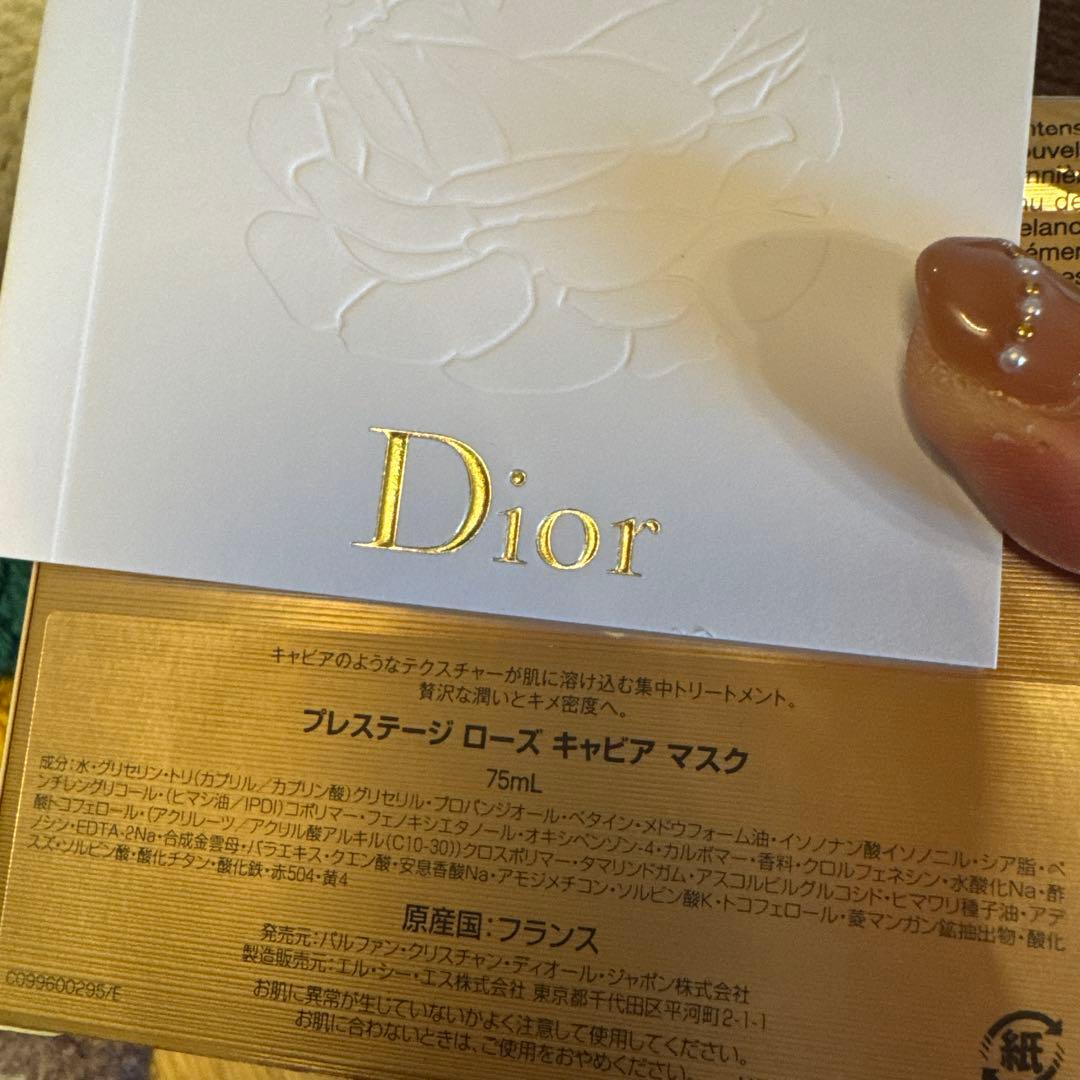 Dior
キャビアのようなテクスチャーが肌に溶け込む集中トリートメント。
贅沢な潤いとキメ密度へ。
プレステージ ローズ キャビア マスク
75mL
成分:水・グリセリン・トリ(カプリル/カプリン酸)グリセリル・プロパンジオール・ベタイン・メドウフォーム油・イソノナン酸イソノニル・シア脂・ペ
ンチレングリコール・(ヒマシ油/IPDI)コポリマー・フェノキシエタノール・オキシベンゾン-4・カルボマー・香料・クロルフェネシン・水酸化Na・酢
酸トコフェロール・(アクリレーツ/アクリル酸アルキル(C10-30))クロスポリマー・タマリンドガム・アスコルビルグルコシド・ヒマワリ種子油・アデ
ノシン・EDTA-2Na・合成金雲母・バラエキス・クエン酸・安息香酸Na・アモジメチコン・ソルビン酸K・トコフェロール・菱マンガン鉱抽出物・酸化
スズ・ソルビン酸・酸化チタン・酸化鉄・赤504・黄4
原産国:フランス
発売元:パルファン・クリスチャン・ディオール・ジャポン株式会社
製造販売元:エル・シー・エス株式会社 東京都千代田区平河町2-1-1
お肌に異常が生じていないかよく注意して使用してください。
お肌に合わないときは、ご使用をおやめください。
C099600295/E
紙